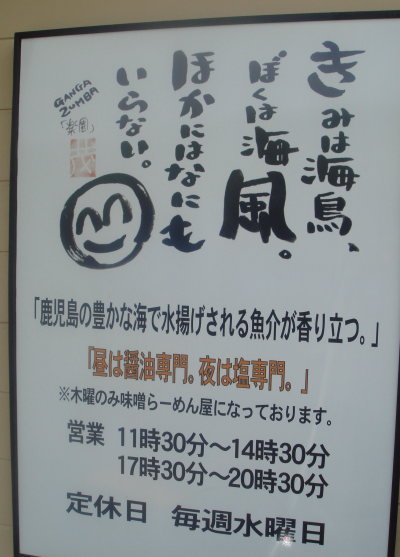 きみは海鳥、
ぼくは海風。
ほかにはなにも
いらない。
GANGA
ZUMBA
「楽園」
「鹿児島の豊かな海で水揚げされる魚介が香り立つ。」
「昼は醤油専門。夜は塩専門。」
※木曜のみ味噌らーめん屋になっております。
営業 11時30分〜14時30分
17時30分〜20時30分
定休日 毎週水曜日